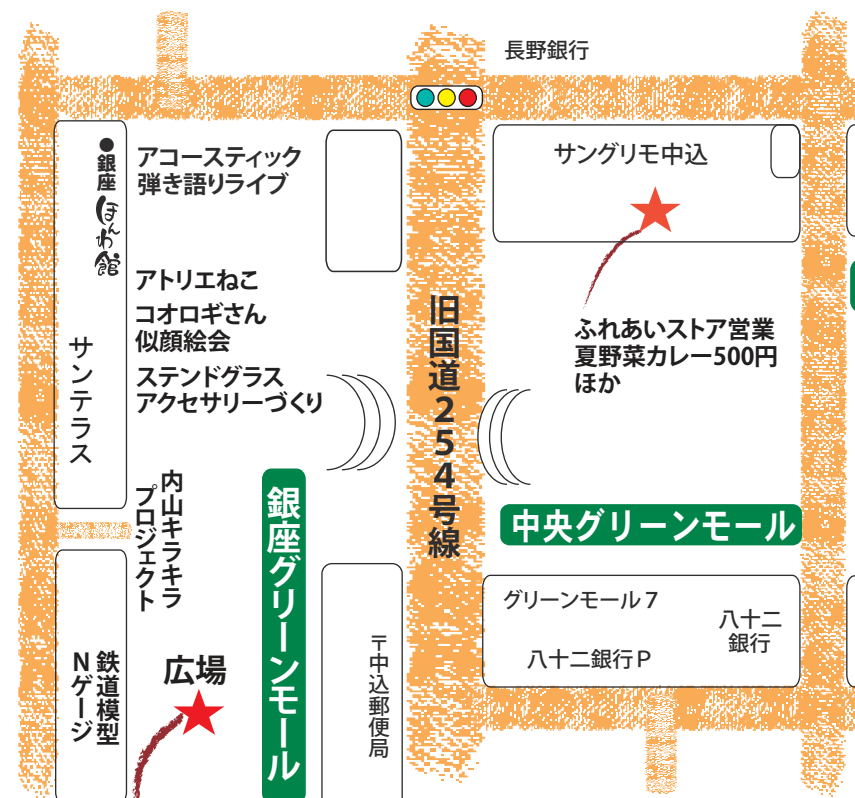 長野銀行
サングリモ中込
●銀座ほんわ館
アコースティック
弾き語りライブ
アトリエねこ
コオロギさん
似顔絵会
ステンドグラス
アクセサリーづくり
サンテラス
旧国道254号線
ふれあいストア営業
夏野菜カレー500円
ほか
内山キラキラ
プロジェクト
銀座グリーンモール
中央グリーンモール
グリーンモール7
八十二
銀行
八十二銀行P
鉄道模型
Nゲージ
広場
〒中込郵便局